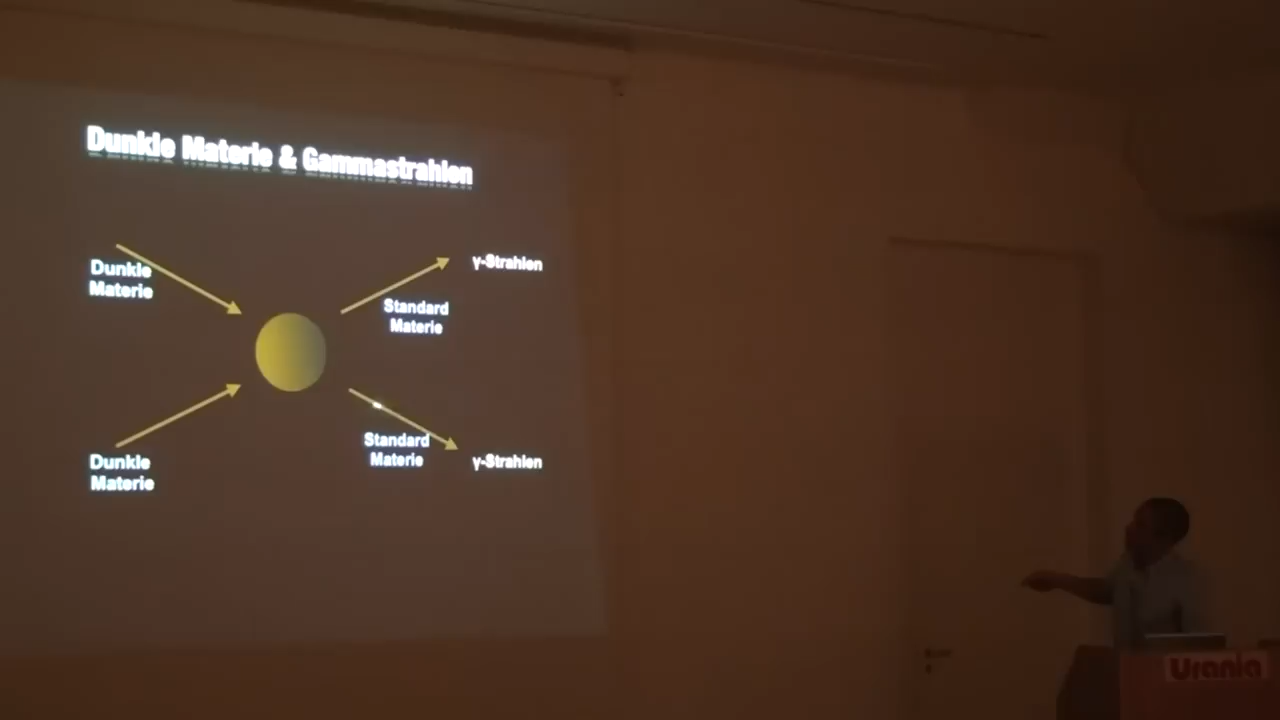 Dunkle Materie & Gammastrahlen
Dunkle
Materie
γ-Strahlen
Standard
Materie
Standard
Materie
Dunkle
Materie
γ-Strahlen
Urania